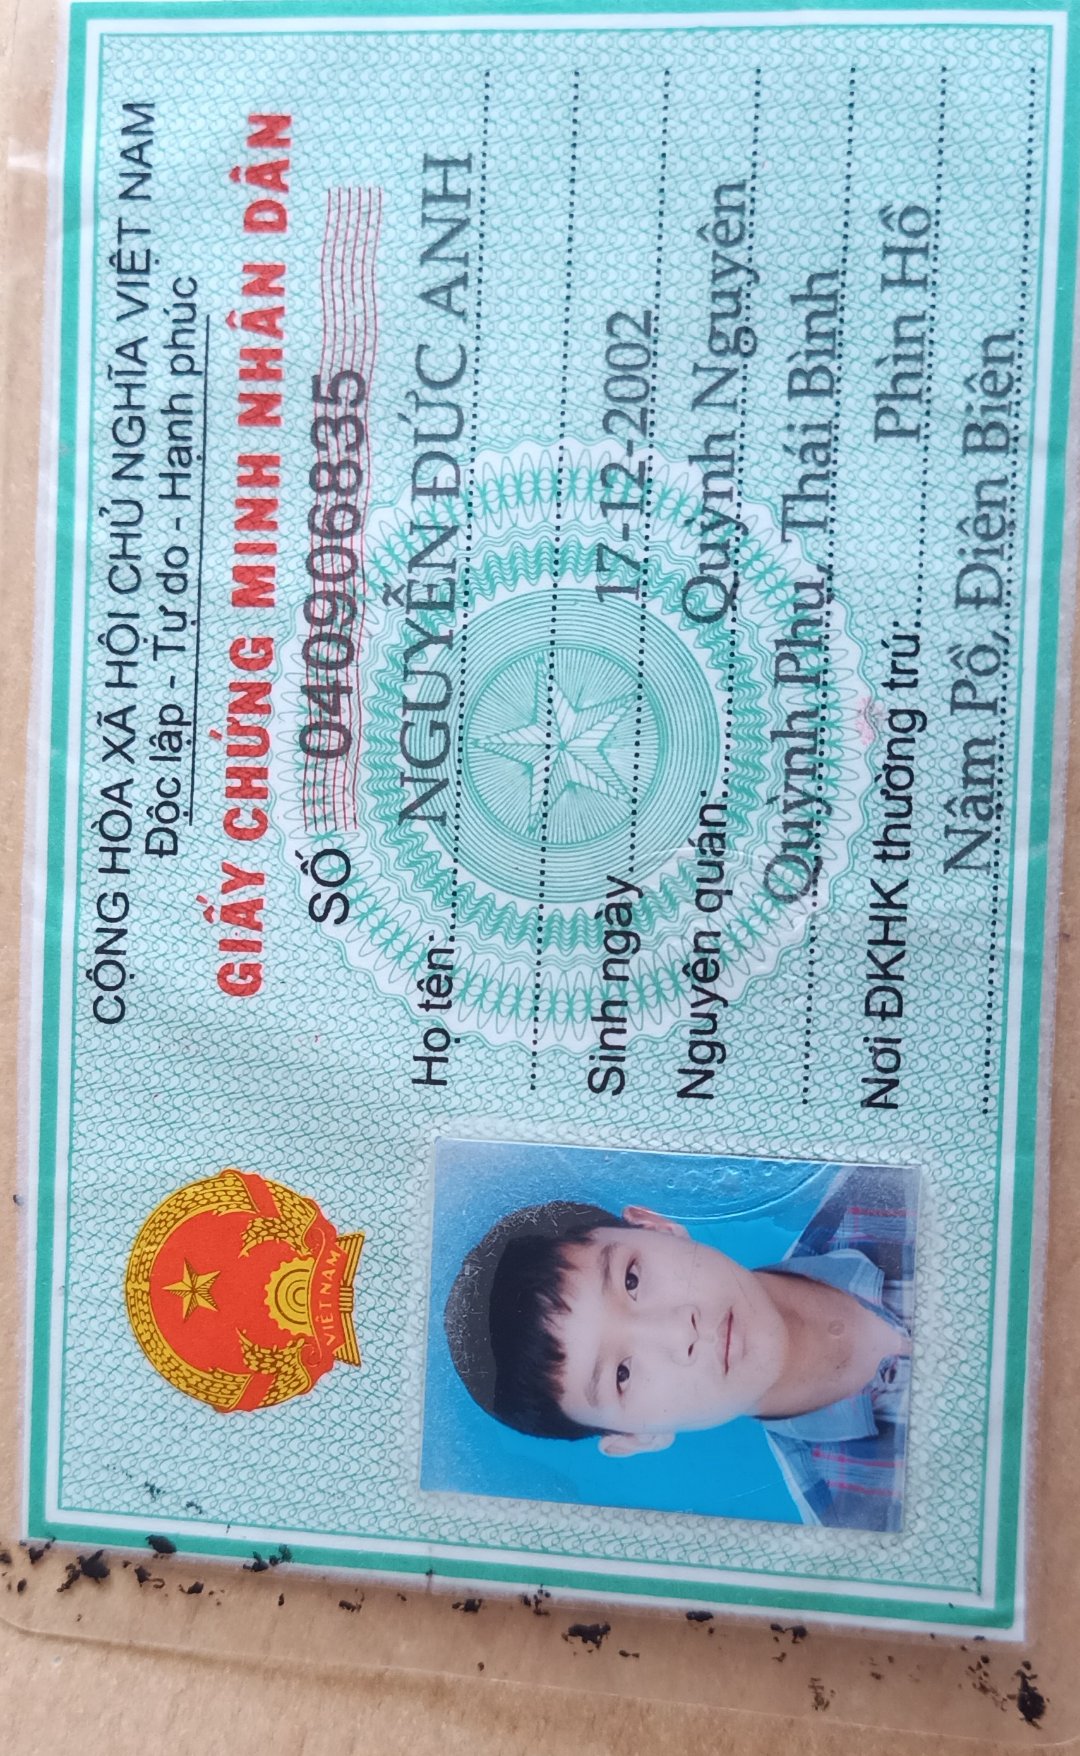 CỘNG HÒA XÃ HỘI CHỦ NGHĨA VIỆT NAM
Độc lập - Tự do - Hạnh phúc
GIẤY CHỨNG MINH NHÂN DÂN
SỐ 040906835
Họ tên: NGUYỄN ĐỨC ANH
Sinh ngày 17-12-2002
Nguyên quán Quỳnh Nguyên
Quỳnh Phụ, Thái Bình
Nơi ĐKHK thường trú: Phìn Hồ
Nậm Pồ, Điện Biên
VIỆT NAM